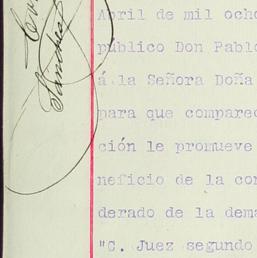 Sánchez
Abril de mil ocho
público Don Pablo
á la Señora Doña
para que comparec
ción le promueve
neficio de la con
derado de la dema
"C. Juez segundo